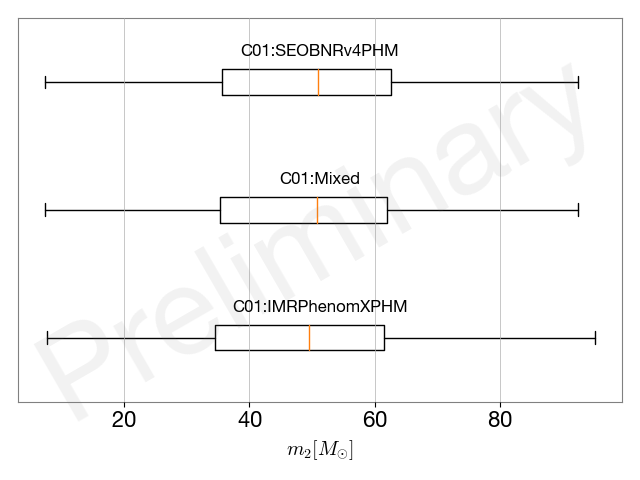 C01:SEOBNRv4PHM
C01:Mixed
C01:IMRPhenomXPHM
Preliminary
20 40 60 80
m₂[M⊙]